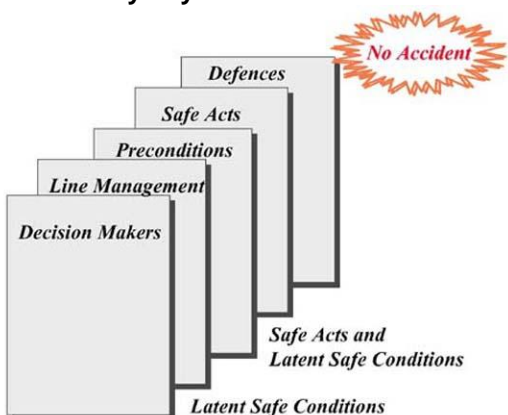 No Accident
Defences
Safe Acts
Preconditions
Line Management
Decision Makers
Safe Acts and
Latent Safe Conditions
Latent Safe Conditions